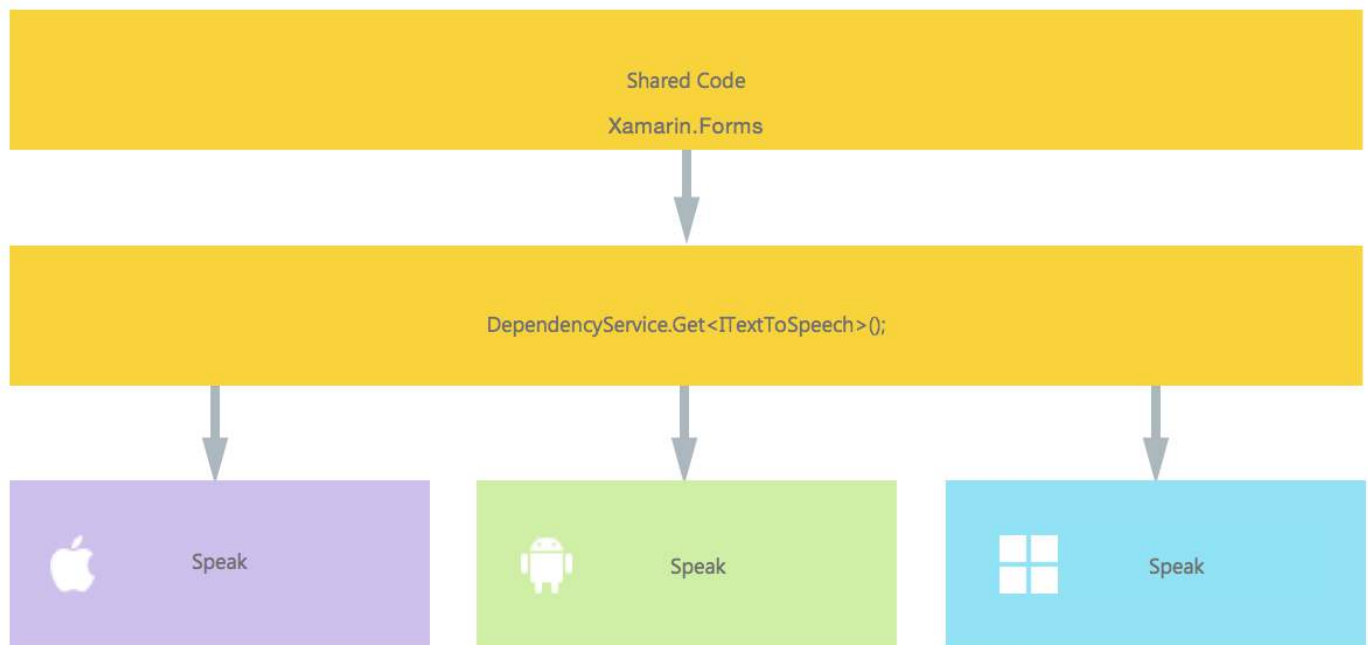 Shared Code
Xamarin.Forms
DependencyService.Get<ITextToSpeech>();
Speak
Speak
Speak